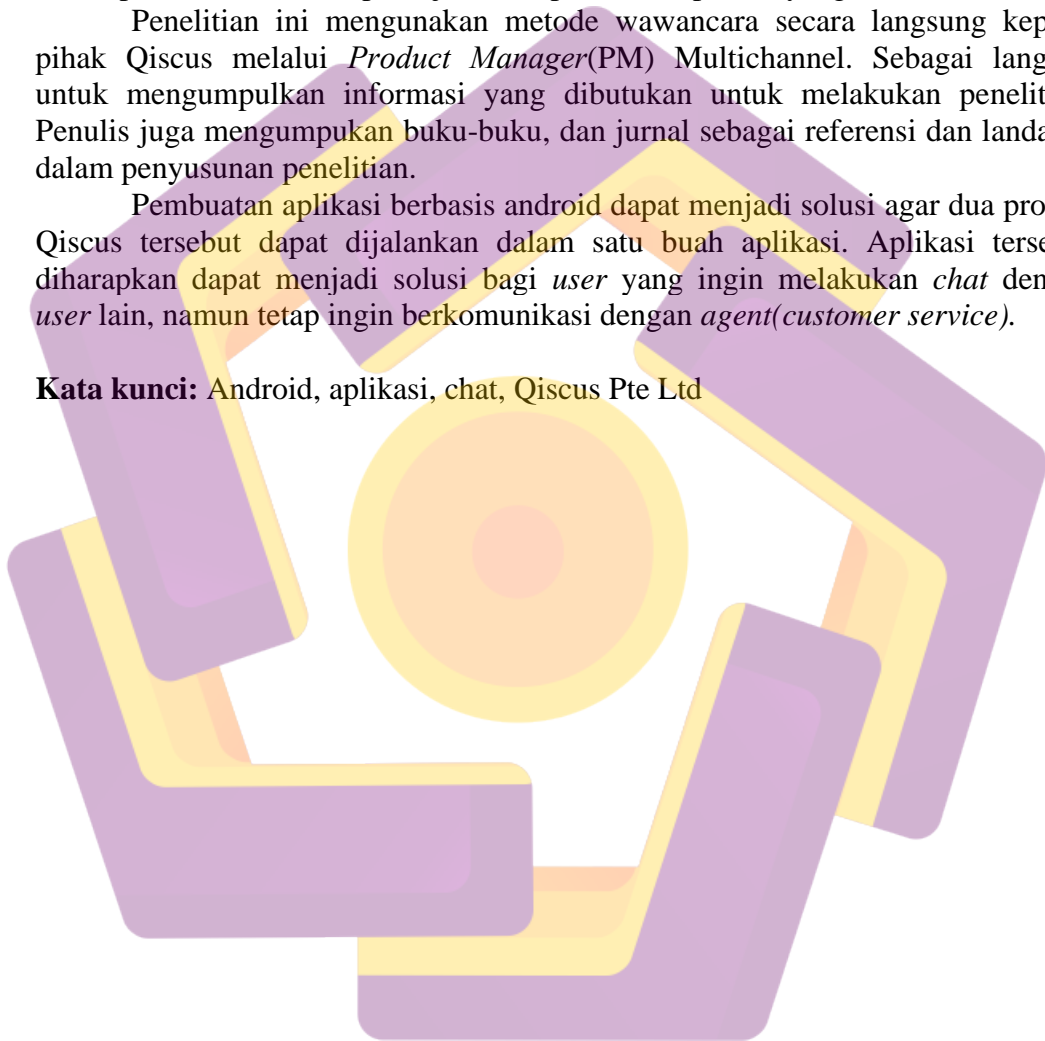 Penelitian ini mengunakan metode wawancara secara langsung kep
pihak Qiscus melalui Product Manager(PM) Multichannel. Sebagai lang
untuk mengumpulkan informasi yang dibutukan untuk melakukan penelit
Penulis juga mengumpukan buku-buku, dan jurnal sebagai referensi dan landa
dalam penyusunan penelitian.
Pembuatan aplikasi berbasis android dapat menjadi solusi agar dua pro
Qiscus tersebut dapat dijalankan dalam satu buah aplikasi. Aplikasi terse
diharapkan dapat menjadi solusi bagi user yang ingin melakukan chat den
user lain, namun tetap ingin berkomunikasi dengan agent(customer service).
Kata kunci: Android, aplikasi, chat, Qiscus Pte Ltd